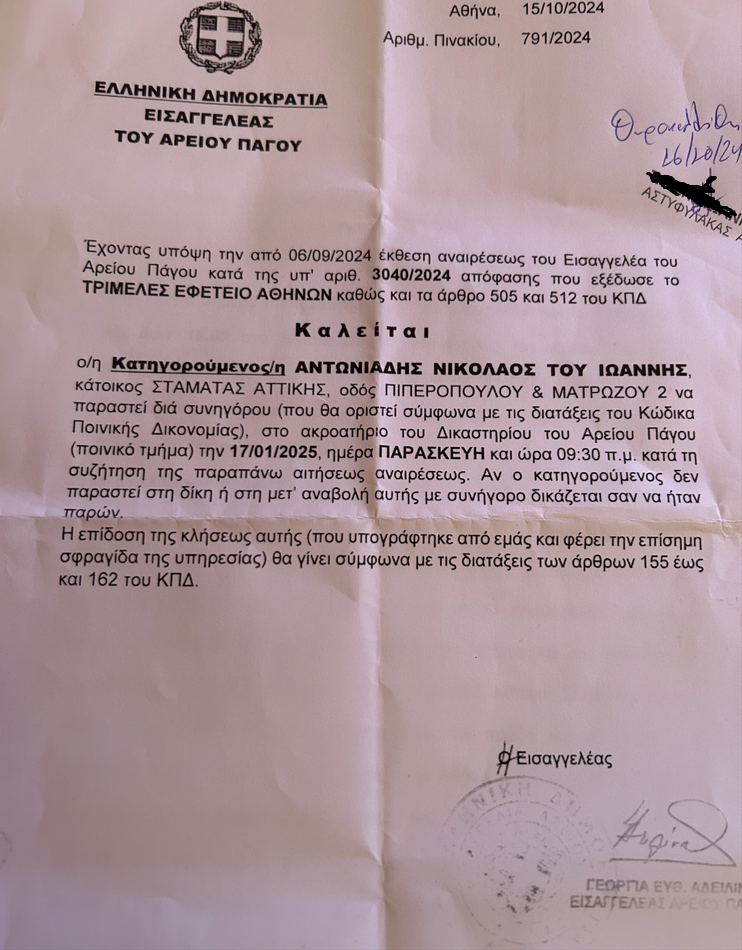 Αθήνα, 15/10/2024
Αριθμ. Πινακίου, 791/2024
ΕΛΛΗΝΙΚΗ ΔΗΜΟΚΡΑΤΙΑ
ΕΙΣΑΓΓΕΛΕΑΣ
ΤΟΥ ΑΡΕΙΟΥ ΠΑΓΟΥ
ΑΣΤΥΦΥΛΑΚΑΣ
Έχοντας υπόψη την από 06/09/2024 έκθεση αναιρέσεως του Εισαγγελέα του
Αρείου Πάγου κατά της υπ' αριθ. 3040/2024 απόφασης που εξέδωσε το
ΤΡΙΜΕΛΕΣ ΕΦΕΤΕΙΟ ΑΘΗΝΩΝ καθώς και τα άρθρο 505 και 512 του ΚΠΔ
Καλείται
ο/η Κατηγορούμενος/η ΑΝΤΩΝΙΑΔΗΣ ΝΙΚΟΛΑΟΣ ΤΟΥ ΙΩΑΝΝΗΣ,
κάτοικος ΣΤΑΜΑΤΑΣ ΑΤΤΙΚΗΣ, οδός ΠΙΠΕΡΟΠΟΥΛΟΥ & ΜΑΤΡΩΖΟΥ 2 να
παραστεί διά συνηγόρου (που θα οριστεί σύμφωνα με τις διατάξεις του Κώδικα
Ποινικής Δικονομίας), στο ακροατήριο του Δικαστηρίου του Αρείου Πάγου
(ποινικό τμήμα) την 17/01/2025, ημέρα ΠΑΡΑΣΚΕΥΗ και ώρα 09:30 π.μ. κατά τη
συζήτηση της παραπάνω αιτήσεως αναιρέσεως. Αν ο κατηγορούμενος δεν
παραστεί στη δίκη ή στη μετ' αναβολή αυτής με συνήγορο δικάζεται σαν να ήταν
παρών.
Η επίδοση της κλήσεως αυτής (που υπογράφτηκε από εμάς και φέρει την επίσημη
σφραγίδα της υπηρεσίας) θα γίνει σύμφωνα με τις διατάξεις των άρθρων 155 έως
και 162 του ΚΠΔ.
Εισαγγελέας
ΓΕΩΡΓΙΑ ΕΥΘ.
ΕΙΣΑΓΓΕΛΕΑΣ ΑΡΕΙΟΥ